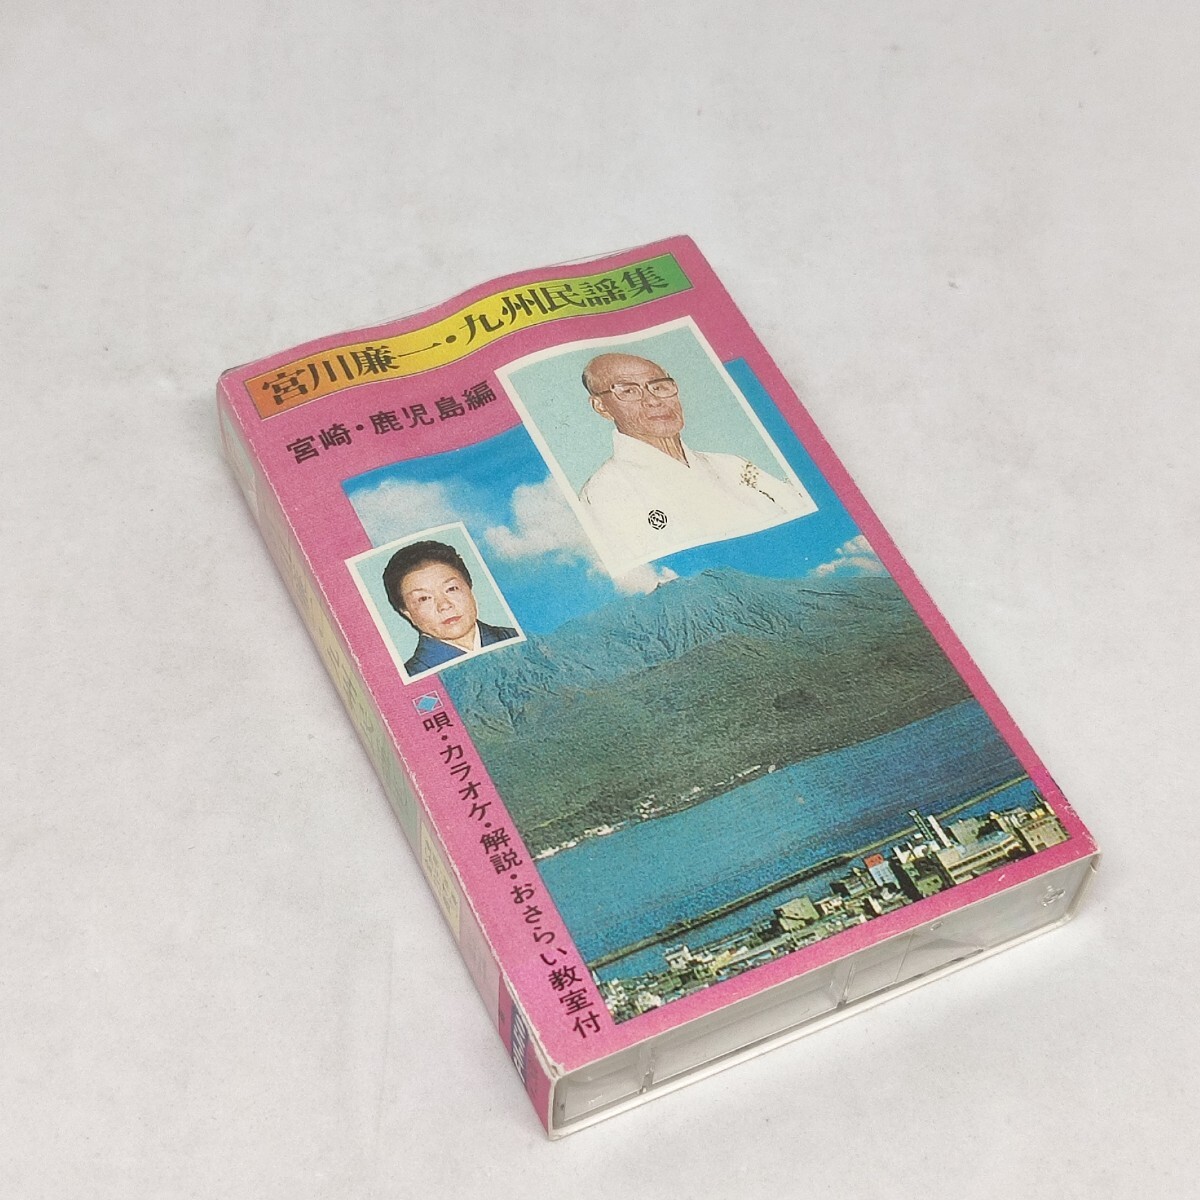 宮川廉一・九州民謡集
宮崎・鹿児島編
唄・カラオケ・解説・おさらい教室付